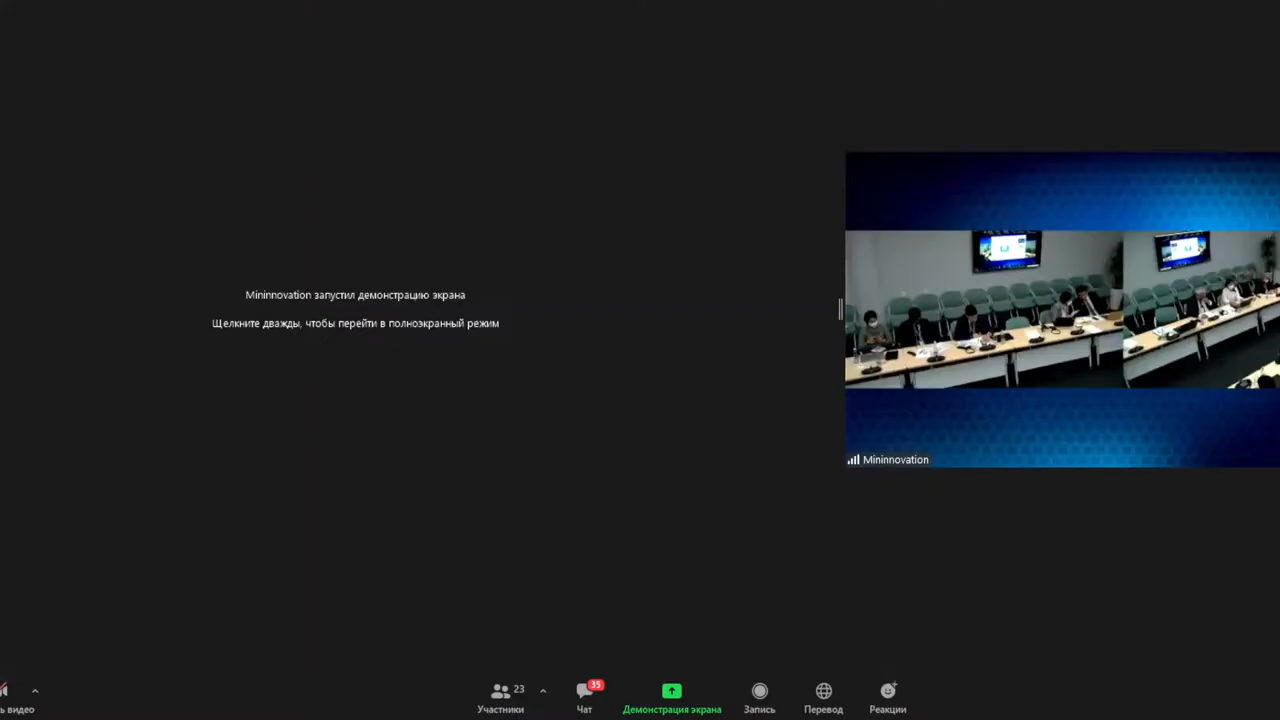 Mininnovation запустил демонстрацию экрана
Щелкните дважды, чтобы перейти в полноэкранный режим
Mininnovation
ь видео
23
Участники
35
Чат
Демонстрация экрана
Запись
Перевод
Реакции